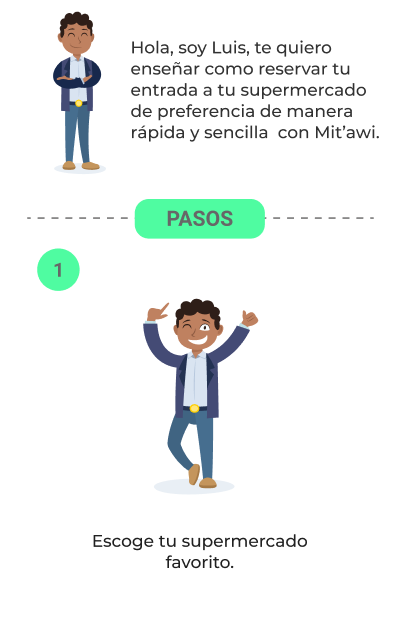 Hola, soy Luis, te quiero
enseñar como reservar tu
entrada a tu supermercado
de preferencia de manera
rápida y sencilla  con Mit’awi.
PASOS
1
Escoge tu supermercado
favorito.